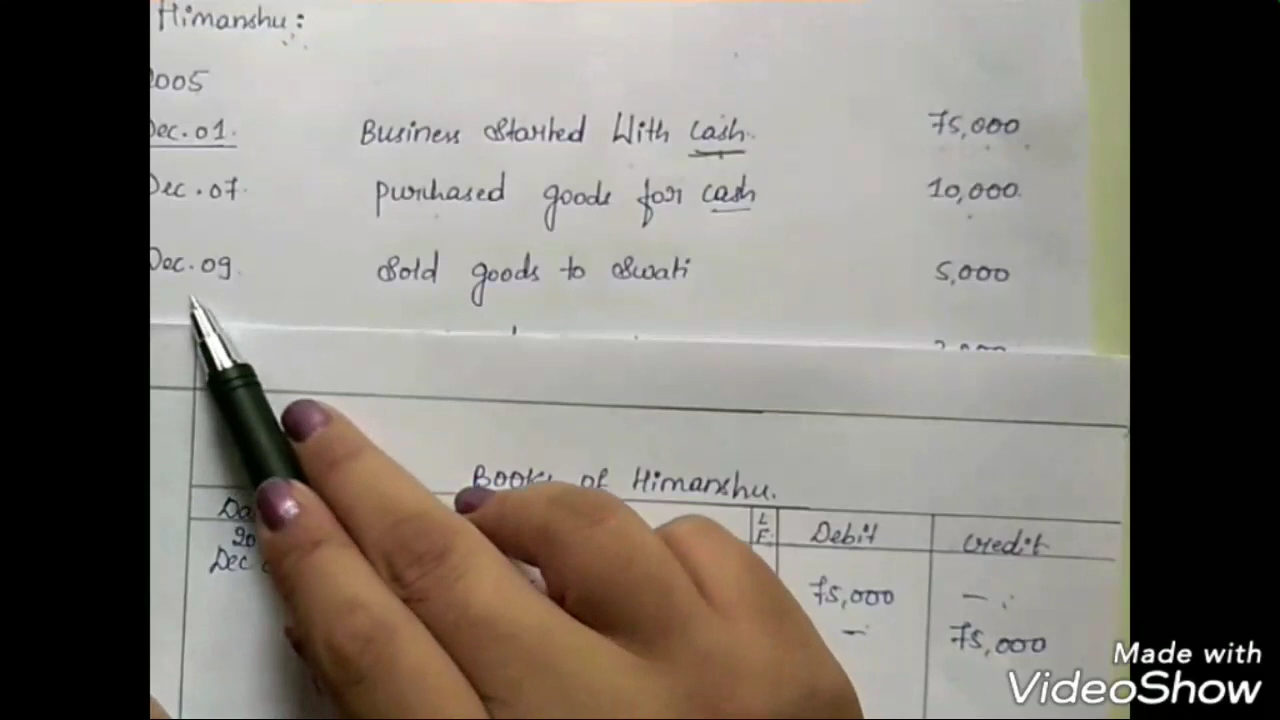 Himanshu:
2005
Dec.01. Business Started With cash. 75,000
Dec.07. purchased goods for cash 10,000.
Dec.09. Sold goods to Swati 5,000
Books of Himanshu.
L F. Debit Credit
Dec 75,000 -
- 75,000
Made with
VideoShow